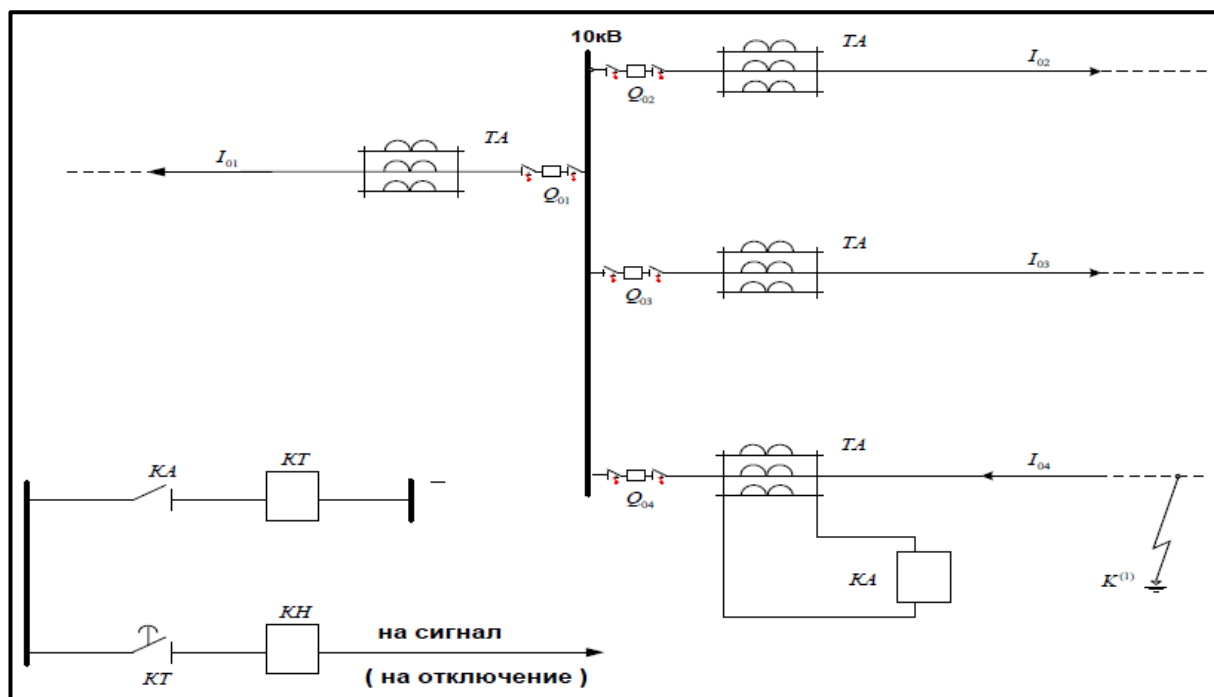 10кВ
TA
I02
Q02
TA
I01
Q01
TA
I03
Q03
TA
I04
Q04
KA
KT
–
KA
K(1)
KH
на сигнал
KT
( на отключение )